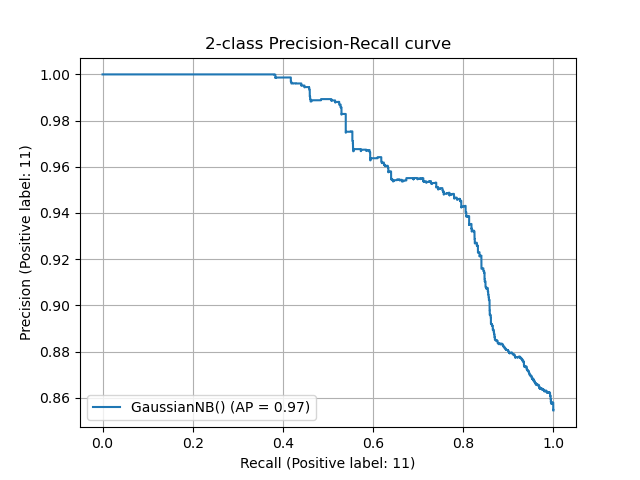 2-class Precision-Recall curve
Precision (Positive label: 11)
1.00
0.98
0.96
0.94
0.92
0.90
0.88
0.86
GaussianNB() (AP = 0.97)
0.0 0.2 0.4 0.6 0.8 1.0
Recall (Positive label: 11)